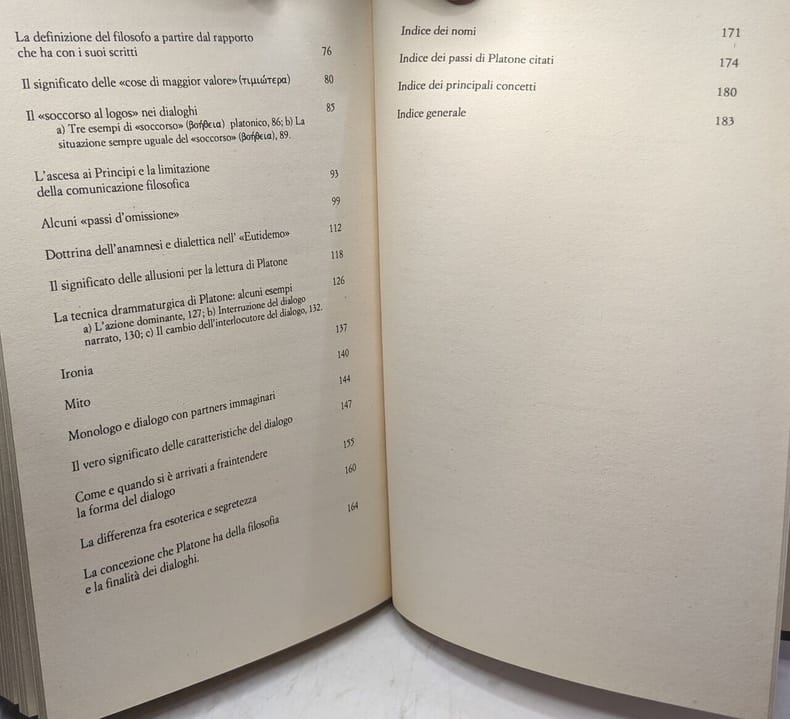 La definizione del filosofo a partire dal rapporto
che ha con i suoi scritti 76
Il significato delle «cose di maggior valore» (τιμιώτερα) 80
Il «soccorso al logos» nei dialoghi 85
a) Tre esempi di «soccorso» (βοήθεια) platonico, 86; b) La
situazione sempre uguale del «soccorso» (βοήθεια), 89.
L'ascesa ai Principi e la limitazione
della comunicazione filosofica 93
Alcuni «passi d'omissione» 99
Dottrina dell'anamnesi e dialettica nell' «Eutidemo» 112
Il significato delle allusioni per la lettura di Platone 118
La tecnica drammaturgica di Platone: alcuni esempi 126
a) L'azione dominante, 127; b) Interruzione del dialogo
narrato, 130; c) Il cambio dell'interlocutore del dialogo, 132.
Ironia 137
Mito 140
Monologo e dialogo con partners immaginari 144
Il vero significato delle caratteristiche del dialogo 147
Come e quando si è arrivati a fraintendere
la forma del dialogo 155
La differenza fra esoterica e segretezza 160
La concezione che Platone ha della filosofia
e la finalità dei dialoghi. 164
Indice dei nomi 171
Indice dei passi di Platone citati 174
Indice dei principali concetti 180
Indice generale 183